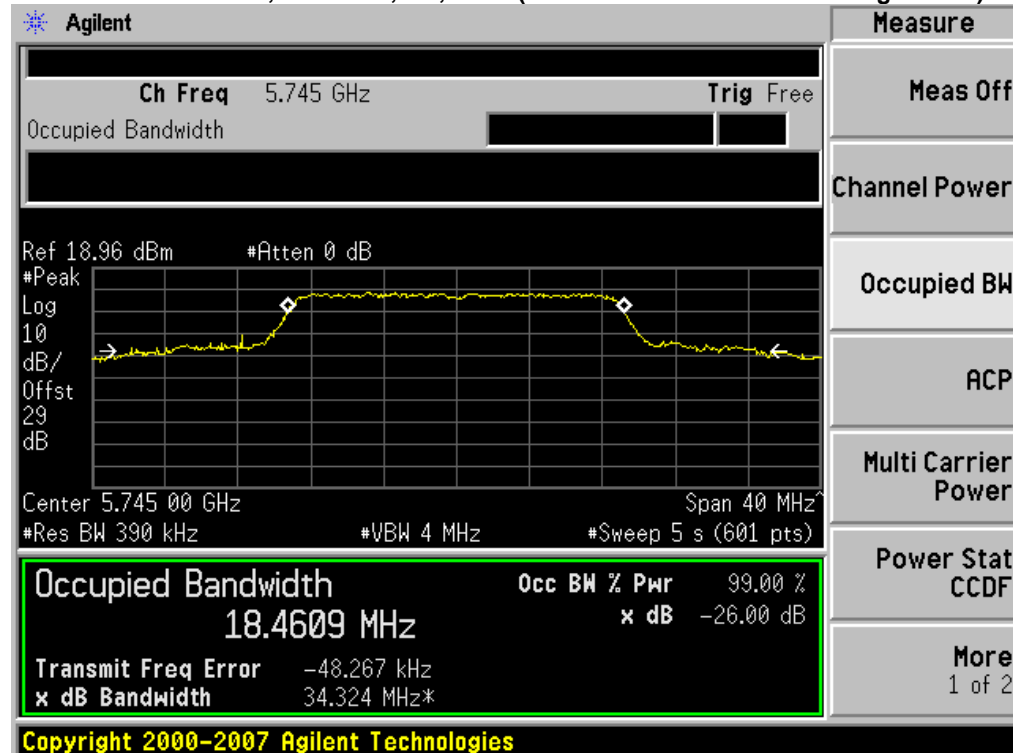 Agilent
Measure
Ch Freq 5.745 GHz Trig Free
Occupied Bandwidth
Meas Off
Channel Power
Ref 18.96 dBm #Atten 0 dB
#Peak
Log
10
dB/
Offst
29
dB
Occupied BW
ACP
Multi Carrier
Power
Center 5.745 00 GHz Span 40 MHz^
#Res BW 390 kHz #VBW 4 MHz #Sweep 5 s (601 pts)
Occupied Bandwidth Occ BW % Pwr 99.00 %
18.4609 MHz x dB -26.00 dB
Transmit Freq Error -48.267 kHz
x dB Bandwidth 34.324 MHz*
Power Stat
CCDF
More
1 of 2
Copyright 2000-2007 Agilent Technologies